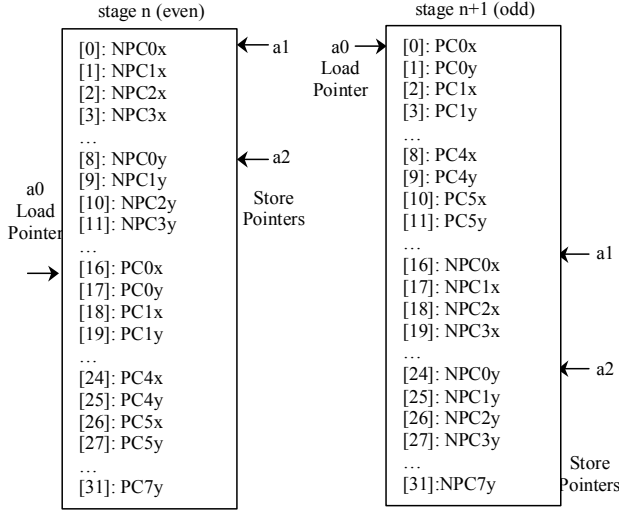 stage n (even)
a1
[0]: NPC0x
[1]: NPC1x
[2]: NPC2x
[3]: NPC3x
...
a2
[8]: NPC0y
[9]: NPC1y
[10]: NPC2y
[11]: NPC3y
...
Store
Pointers
a0
Load
Pointer
[16]: PC0x
[17]: PC0y
[18]: PC1x
[19]: PC1y
...
[24]: PC4x
[25]: PC4y
[26]: PC5x
[27]: PC5y
...
[31]: PC7y
stage n+1 (odd)
a0
Load
Pointer
[0]: PC0x
[1]: PC0y
[2]: PC1x
[3]: PC1y
...
[8]: PC4x
[9]: PC4y
[10]: PC5x
[11]: PC5y
...
a1
[16]: NPC0x
[17]: NPC1x
[18]: NPC2x
[19]: NPC3x
...
a2
[24]: NPC0y
[25]: NPC1y
[26]: NPC2y
[27]: NPC3y
...
[31]:NPC7y
Store
Pointers